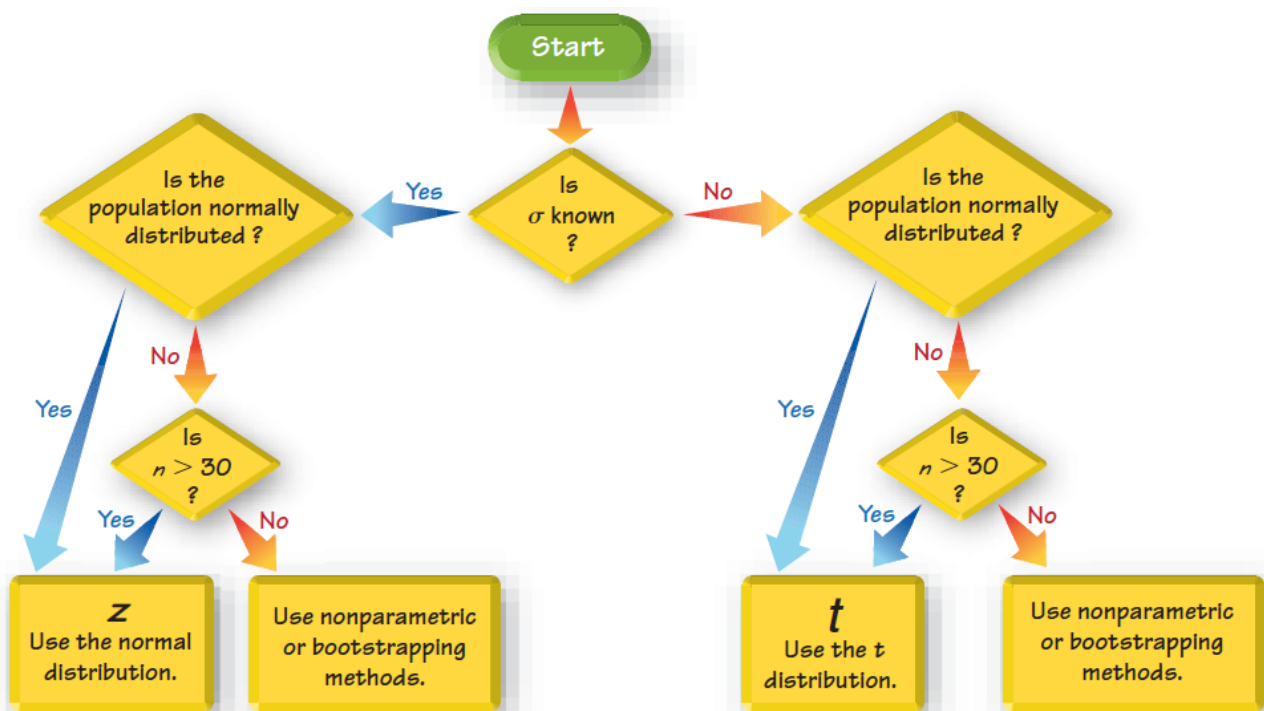 Start
Is the
population normally
distributed ?
Yes
Is
σ known
?
No
Is the
population normally
distributed ?
No
Yes
Is
n > 30
?
Yes
No
z
Use the normal
distribution.
Use nonparametric
or bootstrapping
methods.
No
Yes
Is
n > 30
?
Yes
No
t
Use the t
distribution.
Use nonparametric
or bootstrapping
methods.